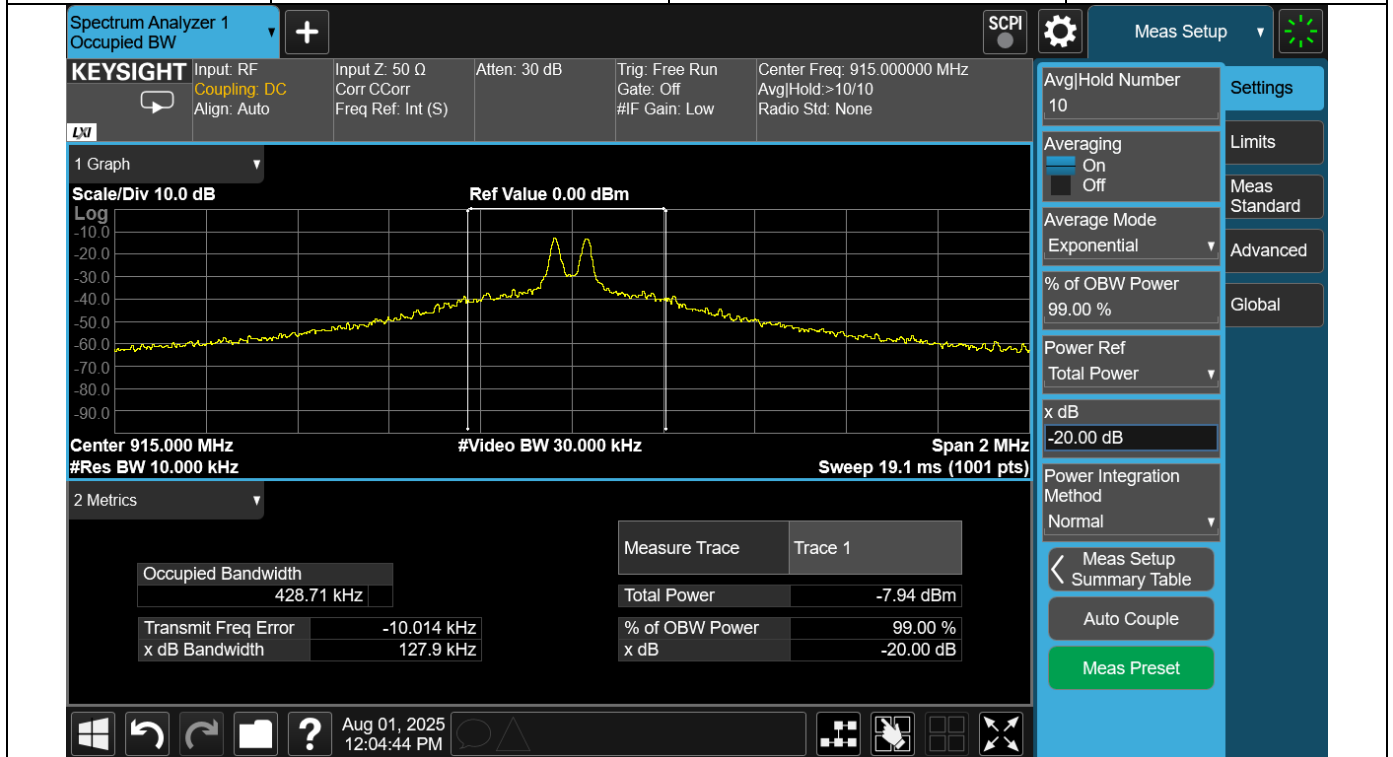 Spectrum Analyzer 1
Occupied BW
SCPI
Meas Setup
KEYSIGHT
LXI
Input: RF
Coupling: DC
Align: Auto
Input Z: 50 Ω
Corr CCorr
Freq Ref: Int (S)
Atten: 30 dB
Trig: Free Run
Gate: Off
#IF Gain: Low
Center Freq: 915.000000 MHz
Avg|Hold:>10/10
Radio Std: None
1 Graph
Scale/Div 10.0 dB
Ref Value 0.00 dBm
Log
-10.0
-20.0
-30.0
-40.0
-50.0
-60.0
-70.0
-80.0
-90.0
Center 915.000 MHz
#Video BW 30.000 kHz
Span 2 MHz
#Res BW 10.000 kHz
Sweep 19.1 ms (1001 pts)
2 Metrics
Occupied Bandwidth
428.71 kHz
Transmit Freq Error -10.014 kHz
x dB Bandwidth 127.9 kHz
Measure Trace Trace 1
Total Power -7.94 dBm
% of OBW Power 99.00 %
x dB -20.00 dB
Avg|Hold Number
10
Averaging
On
Off
Average Mode
Exponential
% of OBW Power
99.00 %
Power Ref
Total Power
x dB
-20.00 dB
Power Integration
Method
Normal
Meas Setup
Summary Table
Auto Couple
Meas Preset
Settings
Limits
Meas
Standard
Advanced
Global
?
Aug 01, 2025
12:04:44 PM